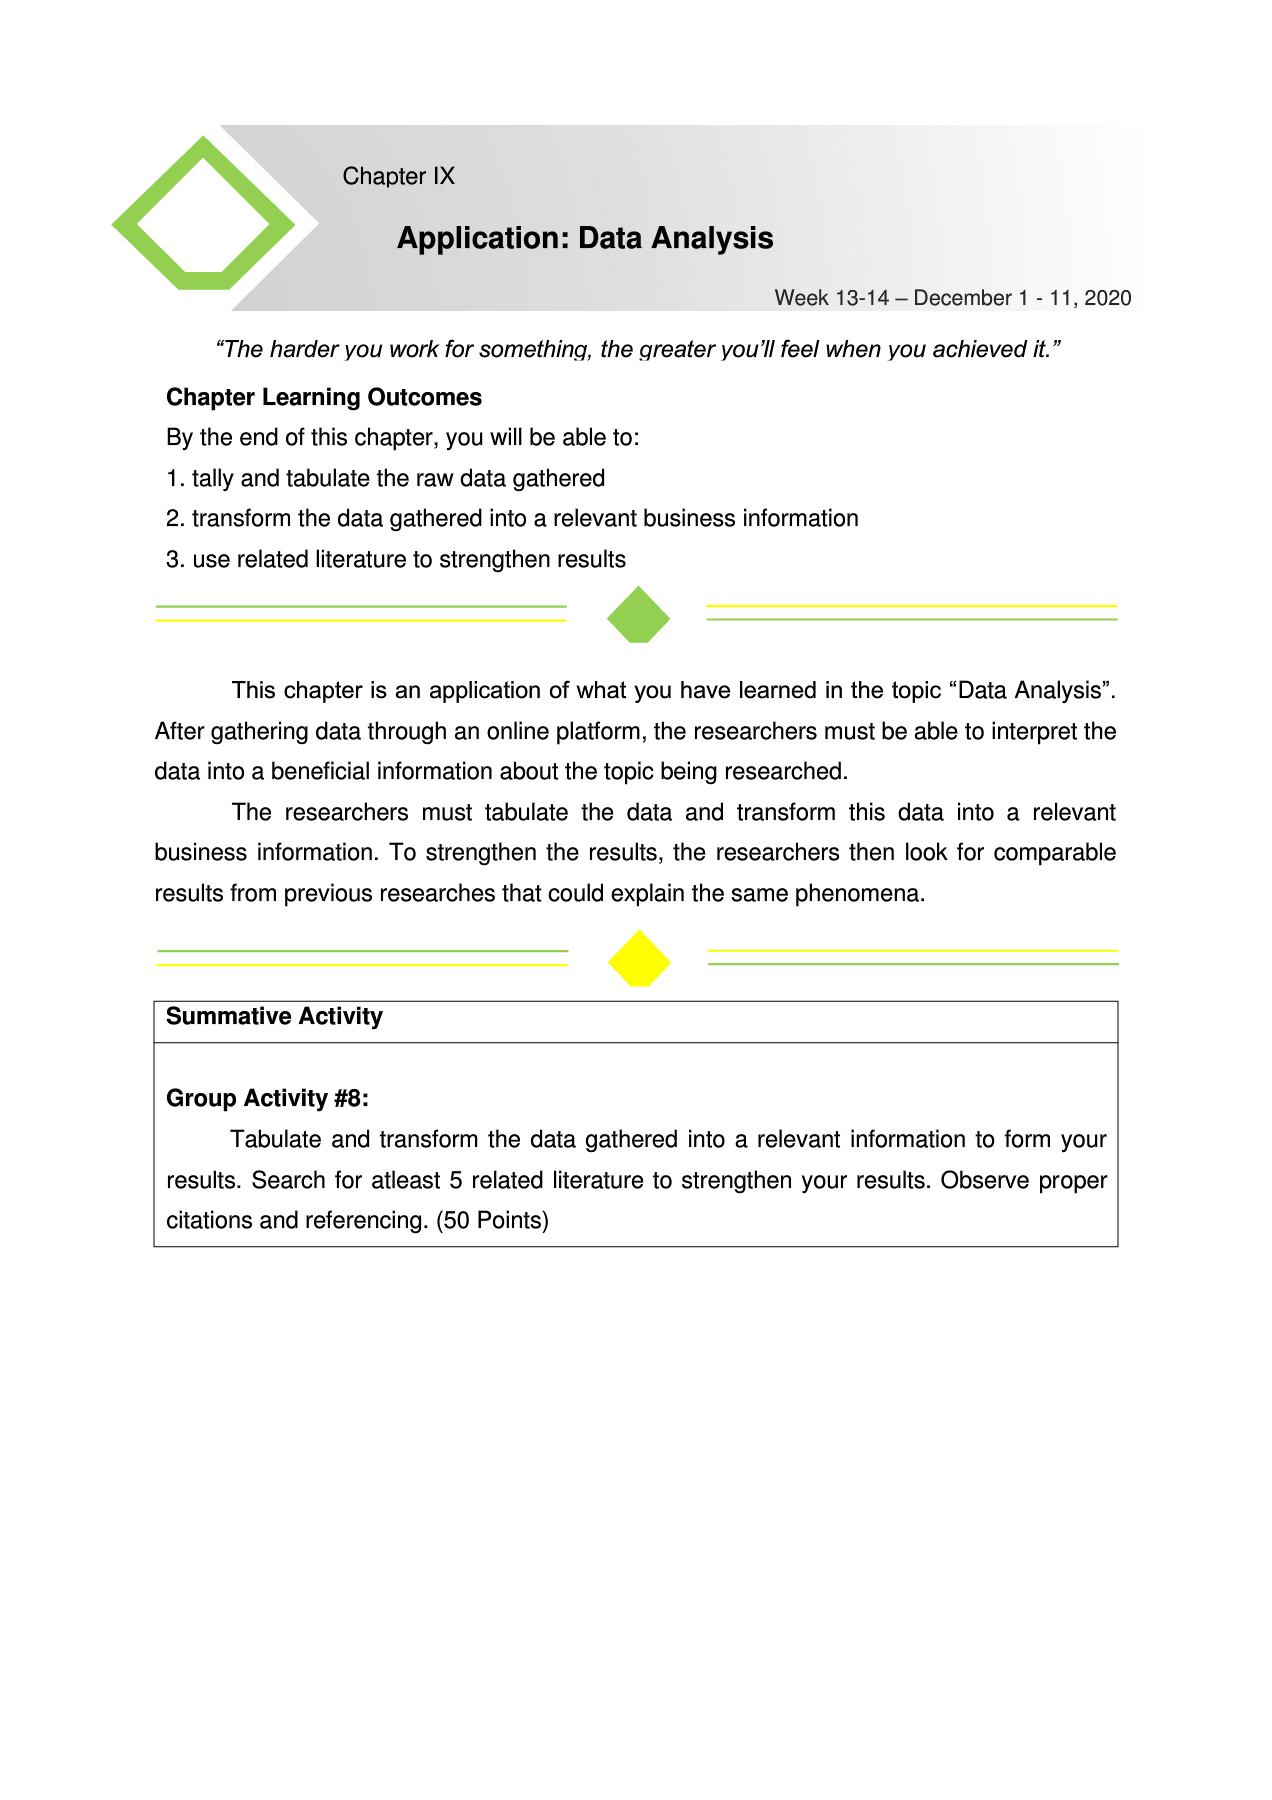 Chapter IX
Application: Data Analysis
Week 13-14 – December 1 - 11, 2020
“The harder you work for something, the greater you’ll feel when you achieved it.”
Chapter Learning Outcomes
By the end of this chapter, you will be able to:
1. tally and tabulate the raw data gathered
2. transform the data gathered into a relevant business information
3. use related literature to strengthen results
This chapter is an application of what you have learned in the topic “Data Analysis”.
After gathering data through an online platform, the researchers must be able to interpret the
data into a beneficial information about the topic being researched.
The researchers must tabulate the data and transform this data into a relevant
business information. To strengthen the results, the researchers then look for comparable
results from previous researches that could explain the same phenomena.
Summative Activity
Group Activity #8:
Tabulate and transform the data gathered into a relevant information to form your
results. Search for atleast 5 related literature to strengthen your results. Observe proper
citations and referencing. (50 Points)